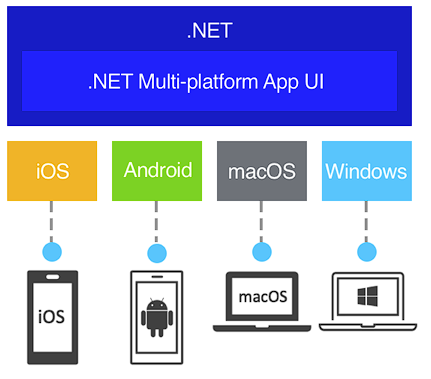 .NET
.NET Multi-platform App UI
iOS
Android
macOS
Windows
iOS
macOS